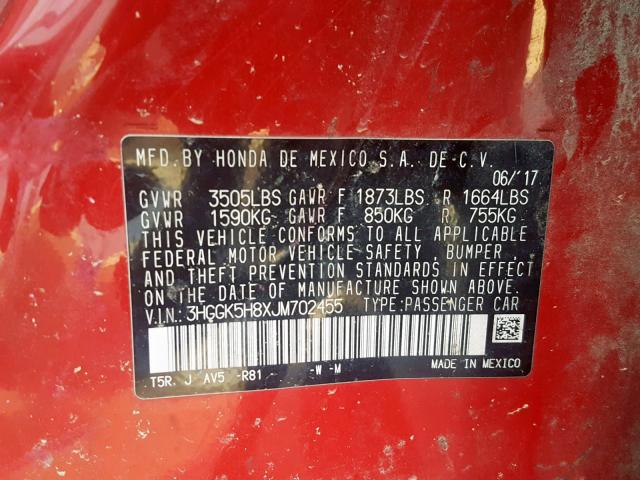 MFD. BY HONDA DE MEXICO S.A. DE C.V.
06/'17
GVWR 3505LBS GAWR F 1873LBS R 1664LBS
GVWR 1590KG GAWR F 850KG R 755KG
THIS VEHICLE CONFORMS TO ALL APPLICABLE
FEDERAL MOTOR VEHICLE SAFETY, BUMPER,
AND THEFT PREVENTION STANDARDS IN EFFECT
ON THE DATE OF MANUFACTURE SHOWN ABOVE.
V.IN: 3HGGK5H8XJM702455 TYPE: PASSENGER CAR
T5R. J AV5 -R81 -W -M MADE IN MEXICO